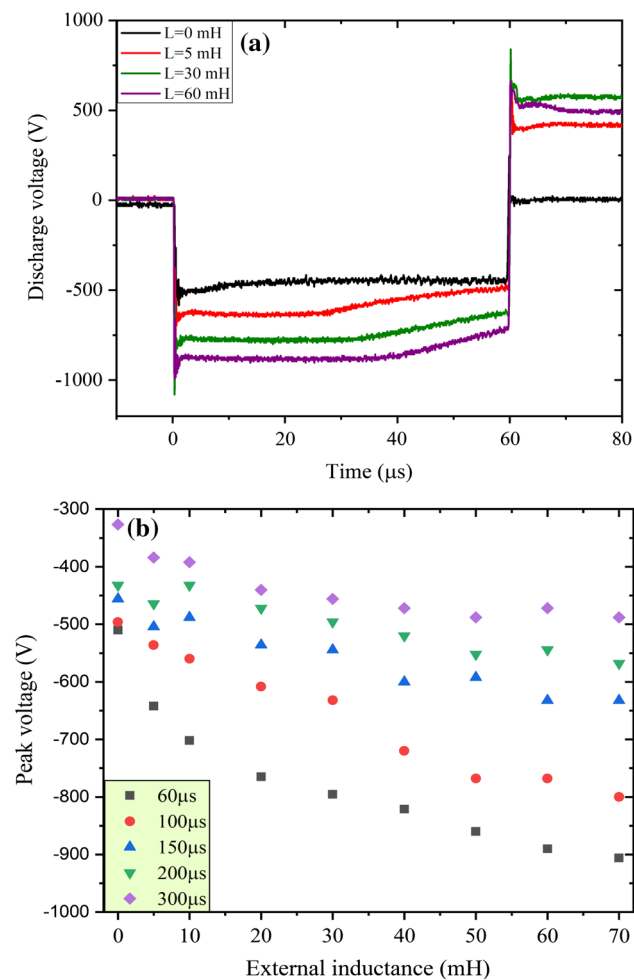 (a)
L=0 mH
L=5 mH
L=30 mH
L=60 mH
1000
500
0
-500
-1000
Discharge voltage (V)
0 20 40 60 80
Time (μs)
(b)
-300
-400
-500
-600
-700
-800
-900
-1000
Peak voltage (V)
60μs
100μs
150μs
200μs
300μs
0 10 20 30 40 50 60 70
External inductance (mH)